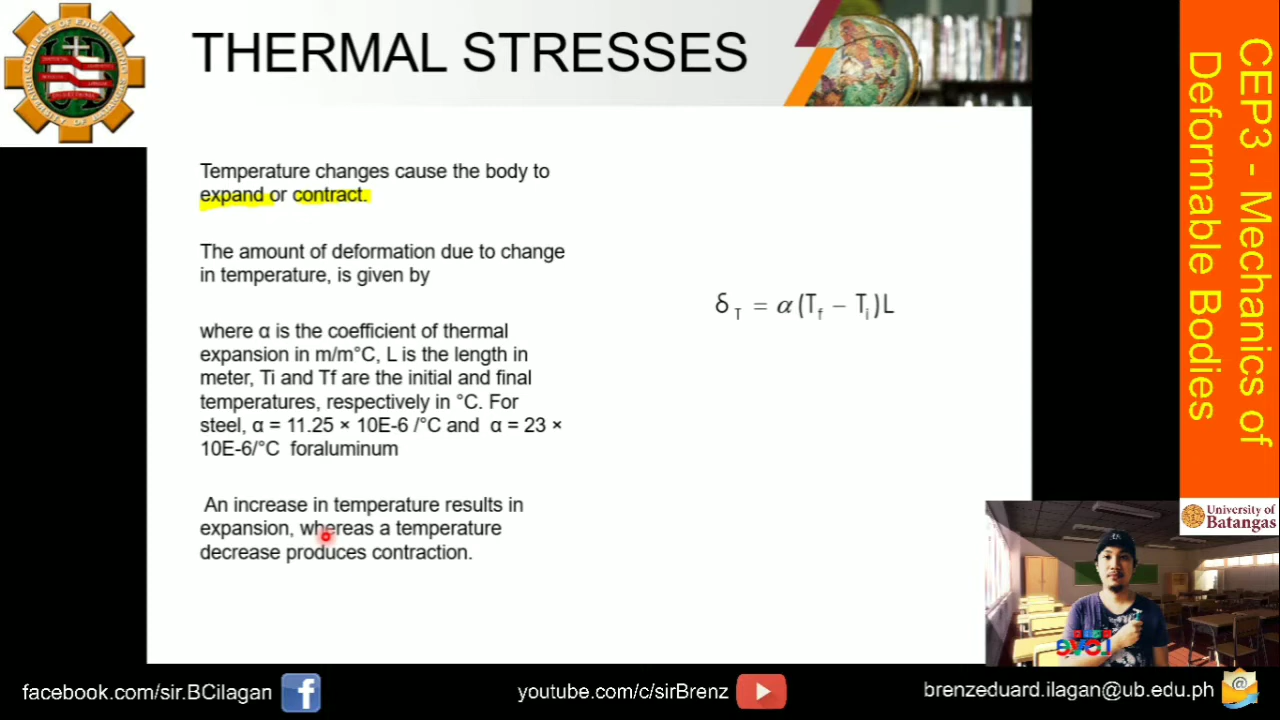 THERMAL STRESSES
Temperature changes cause the body to
expand or contract.
The amount of deformation due to change
in temperature, is given by
δT = α (Tf − Ti)L
where α is the coefficient of thermal
expansion in m/m°C, L is the length in
meter, Ti and Tf are the initial and final
temperatures, respectively in °C. For
steel, α = 11.25 × 10E-6 /°C and α = 23 ×
10E-6/°C foraluminum
An increase in temperature results in
expansion, whereas a temperature
decrease produces contraction.
CEP3 - Mechanics of
Deformable Bodies
University of
Batangas
facebook.com/sir.BCilagan
youtube.com/c/sirBrenz
brenzeduard.ilagan@ub.edu.ph